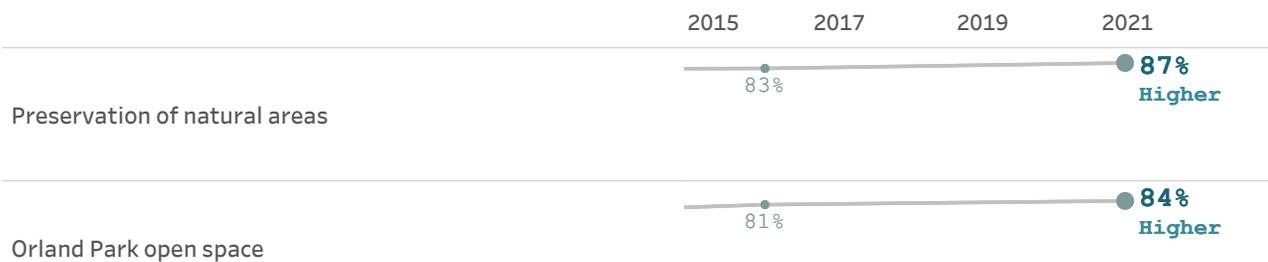 2015 2017 2019 2021
87%
83%
Higher
Preservation of natural areas
84%
81%
Higher
Orland Park open space